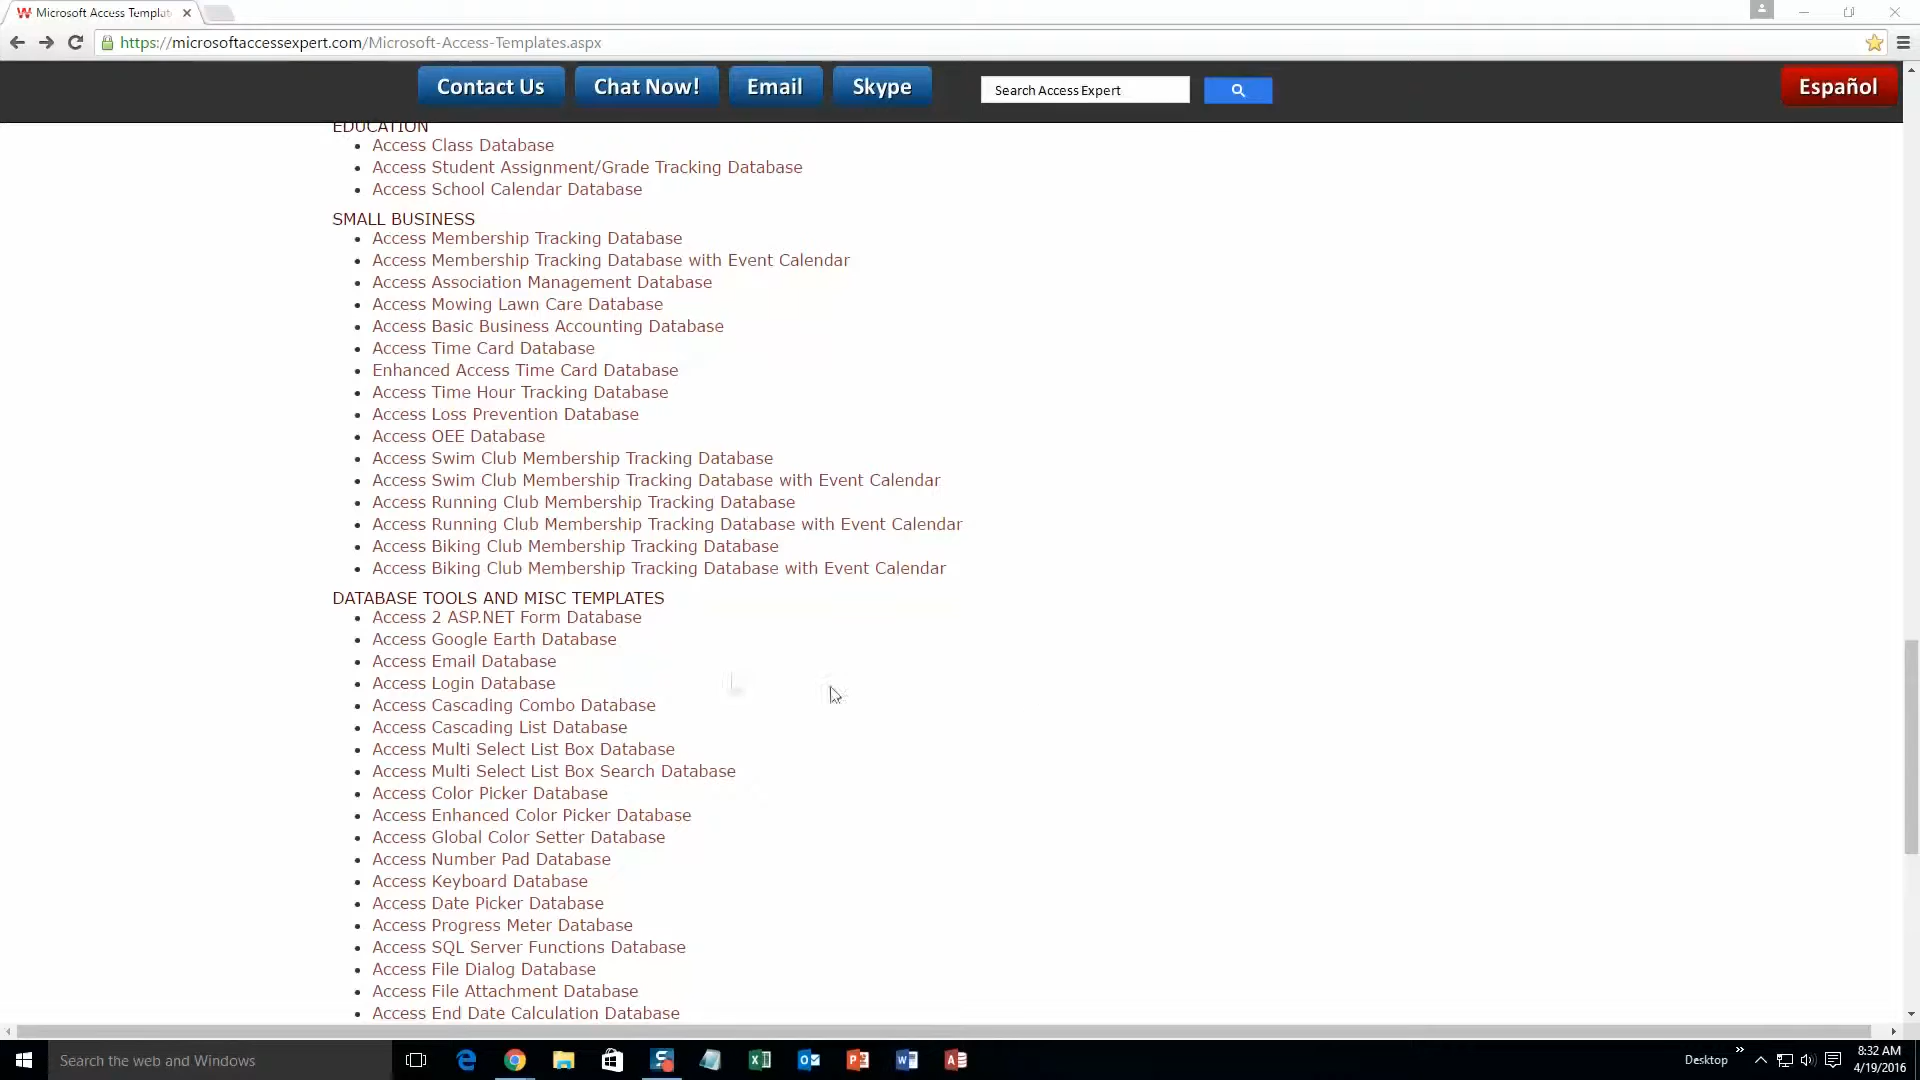 Microsoft Access Templat
https://microsoftaccessexpert.com/Microsoft-Access-Templates.aspx
Contact Us
Chat Now!
Email
Skype
Search Access Expert
Español
EDUCATION
Access Class Database
Access Student Assignment/Grade Tracking Database
Access School Calendar Database
SMALL BUSINESS
Access Membership Tracking Database
Access Membership Tracking Database with Event Calendar
Access Association Management Database
Access Mowing Lawn Care Database
Access Basic Business Accounting Database
Access Time Card Database
Enhanced Access Time Card Database
Access Time Hour Tracking Database
Access Loss Prevention Database
Access OEE Database
Access Swim Club Membership Tracking Database
Access Swim Club Membership Tracking Database with Event Calendar
Access Running Club Membership Tracking Database
Access Running Club Membership Tracking Database with Event Calendar
Access Biking Club Membership Tracking Database
Access Biking Club Membership Tracking Database with Event Calendar
DATABASE TOOLS AND MISC TEMPLATES
Access 2 ASP.NET Form Database
Access Google Earth Database
Access Email Database
Access Login Database
Access Cascading Combo Database
Access Cascading List Database
Access Multi Select List Box Database
Access Multi Select List Box Search Database
Access Color Picker Database
Access Enhanced Color Picker Database
Access Global Color Setter Database
Access Number Pad Database
Access Keyboard Database
Access Date Picker Database
Access Progress Meter Database
Access SQL Server Functions Database
Access File Dialog Database
Access File Attachment Database
Access End Date Calculation Database
Search the web and Windows
Desktop
8:32 AM
4/19/2016